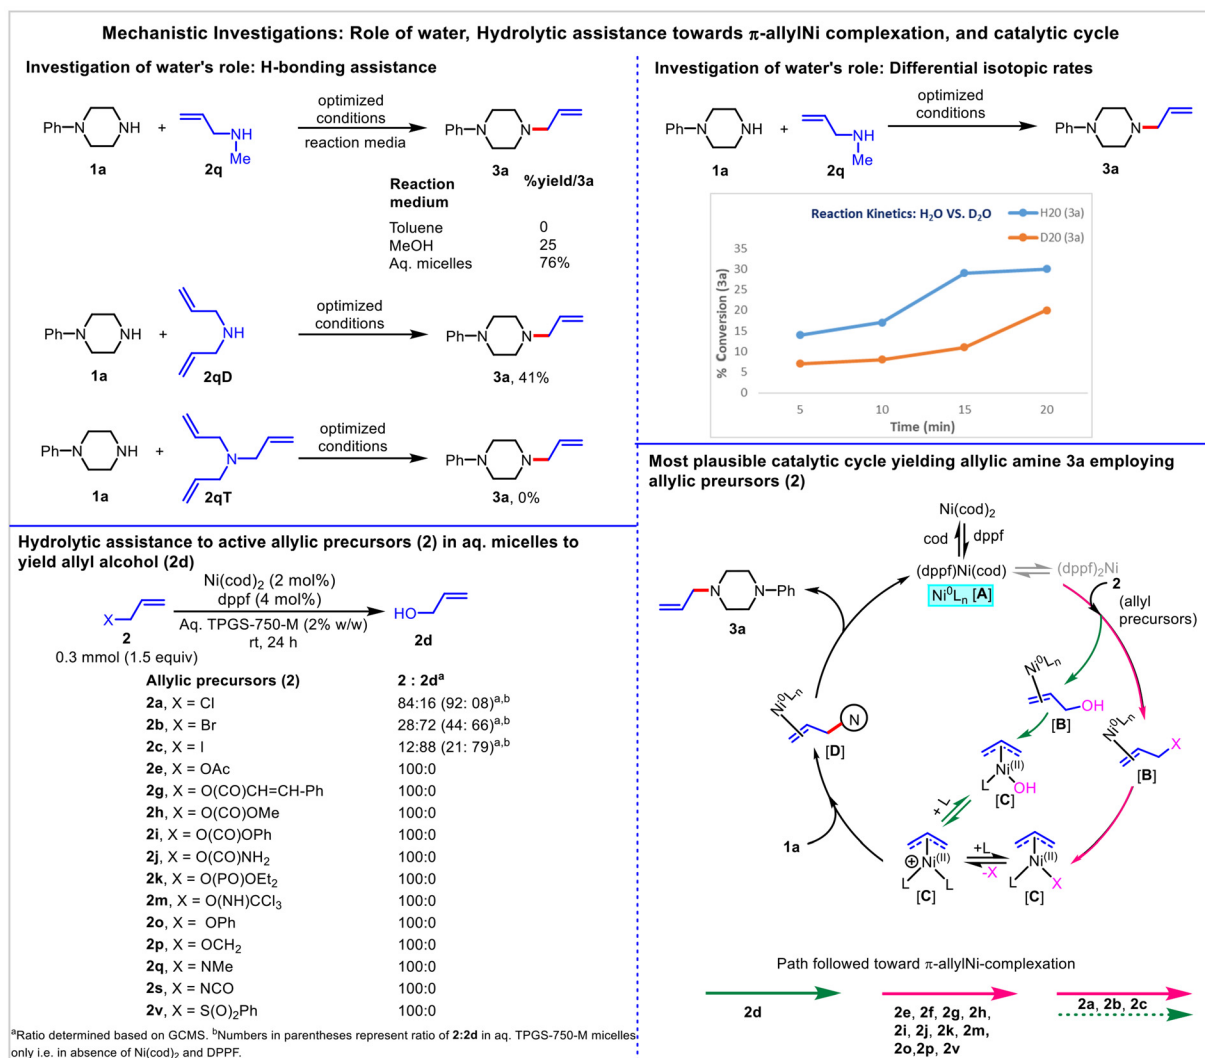 Mechanistic Investigations: Role of water, Hydrolytic assistance towards π-allylNi complexation, and catalytic cycle
Investigation of water's role: H-bonding assistance
Ph N NH
1a
+
NH
Me
2q
optimized
conditions
reaction media
Ph N N
3a
Reaction
medium
%yield/3a
Toluene 0
MeOH 25
Aq. micelles 76%
Ph N NH
1a
+
NH
2qD
optimized
conditions
Ph N N
3a, 41%
Ph N NH
1a
+
N
2qT
optimized
conditions
Ph N N
3a, 0%
Investigation of water's role: Differential isotopic rates
Ph N NH
1a
+
NH
Me
2q
optimized
conditions
Ph N N
3a
Reaction Kinetics: H₂O VS. D₂O
H20 (3a)
D20 (3a)
% Conversion (3a)
35
30
25
20
15
10
5
0
5 10 15 20
Time (min)
Hydrolytic assistance to active allylic precursors (2) in aq. micelles to
yield allyl alcohol (2d)
X
2
0.3 mmol (1.5 equiv)
Ni(cod)₂ (2 mol%)
dppf (4 mol%)
Aq. TPGS-750-M (2% w/w)
rt, 24 h
HO
2d
Allylic precursors (2) 2 : 2dᵃ
2a, X = Cl 84:16 (92: 08)ᵃ,ᵇ
2b, X = Br 28:72 (44: 66)ᵃ,ᵇ
2c, X = I 12:88 (21: 79)ᵃ,ᵇ
2e, X = OAc 100:0
2g, X = O(CO)CH=CH-Ph 100:0
2h, X = O(CO)OMe 100:0
2i, X = O(CO)OPh 100:0
2j, X = O(CO)NH₂ 100:0
2k, X = O(PO)OEt₂ 100:0
2m, X = O(NH)CCl₃ 100:0
2o, X = OPh 100:0
2p, X = OCH₂ 100:0
2q, X = NMe 100:0
2s, X = NCO 100:0
2v, X = S(O)₂Ph 100:0
ᵃRatio determined based on GCMS. ᵇNumbers in parentheses represent ratio of 2:2d in aq. TPGS-750-M micelles
only i.e. in absence of Ni(cod)₂ and DPPF.
Most plausible catalytic cycle yielding allylic amine 3a employing
allylic preursors (2)
Ni(cod)₂
cod dppf
(dppf)Ni(cod) (dppf)₂Ni
Ni⁰Lₙ [A]
2
(allyl
precursors)
N N Ph
3a
Ni⁰Lₙ
OH
[B]
Ni⁰Lₙ
X
[B]
Ni⁰Lₙ
N
[D]
Ni(II)
L OH
[C]
+ L
1a
⊕ Ni(II)
L L
[C]
+L
-X
Ni(II)
L X
[C]
Path followed toward π-allylNi-complexation
2d
2e, 2f, 2g, 2h,
2i, 2j, 2k, 2m,
2o,2p, 2v
2a, 2b, 2c